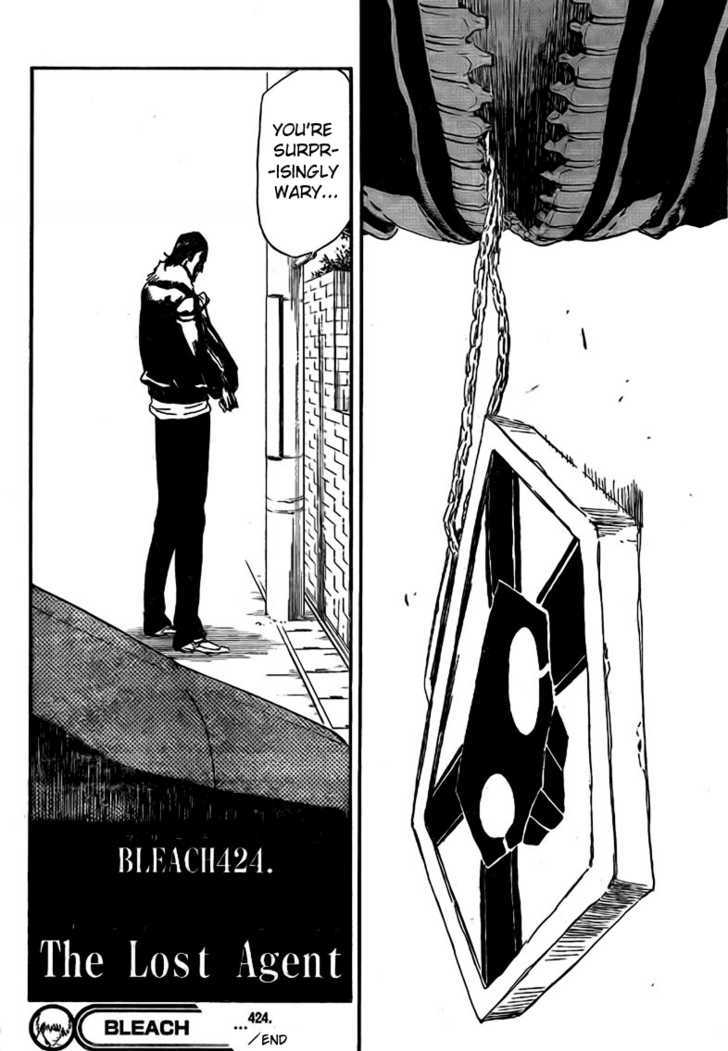 YOU'RE
SURPR-
-ISINGLY
WARY...
BLEACH424.
The Lost Agent
BLEACH
...424.
/END